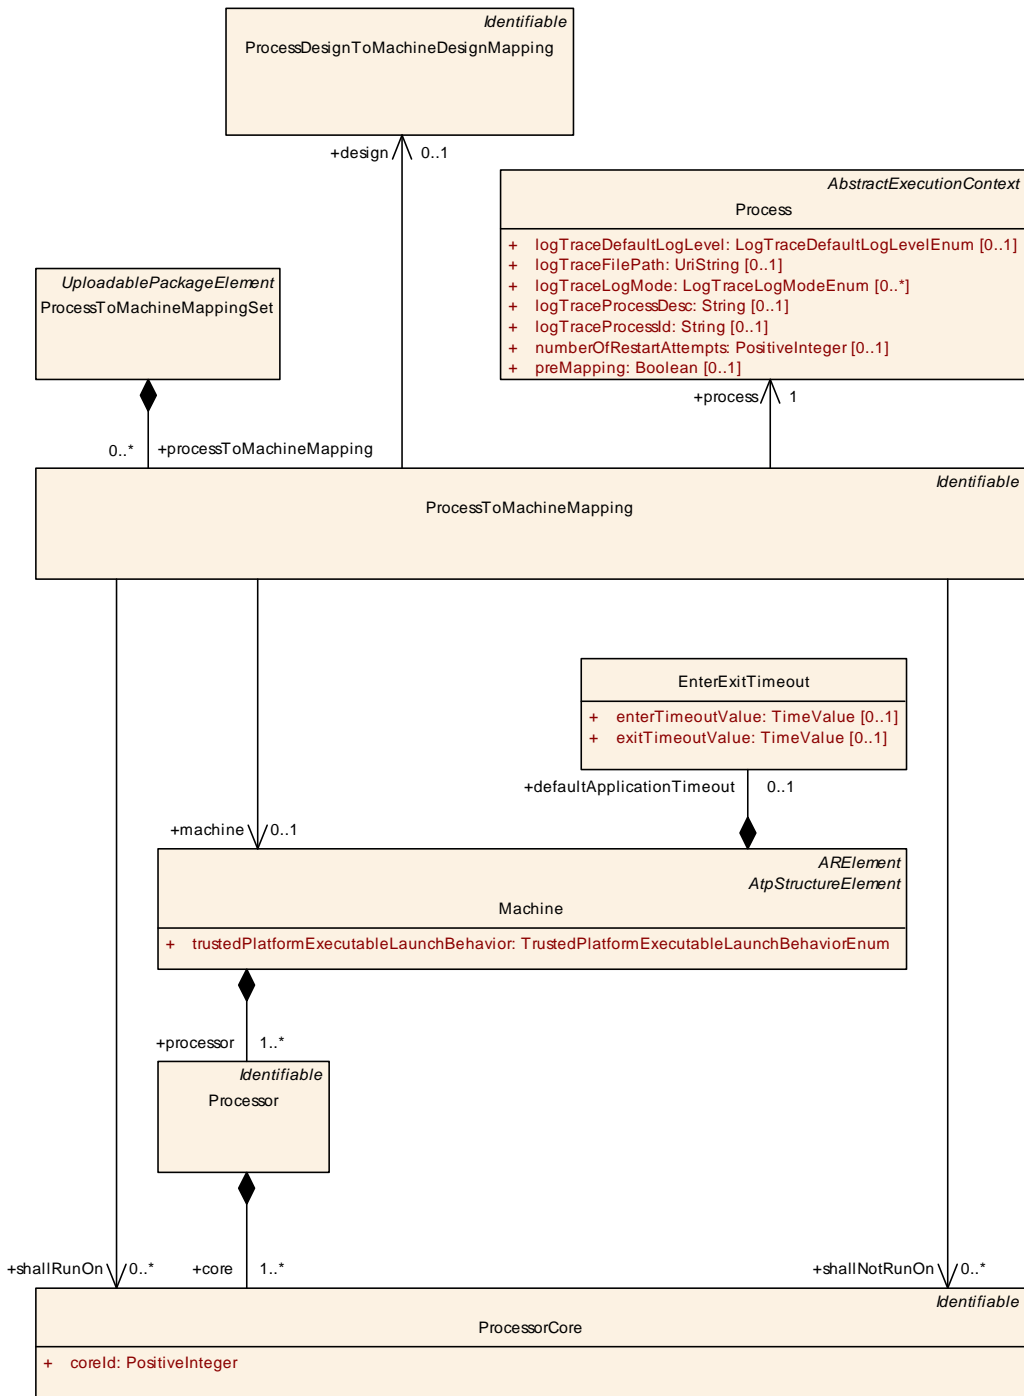 Identifiable
ProcessDesignToMachineDesignMapping
+design 0..1
AbstractExecutionContext
Process
+ logTraceDefaultLogLevel: LogTraceDefaultLogLevelEnum [0..1]
+ logTraceFilePath: UriString [0..1]
+ logTraceLogMode: LogTraceLogModeEnum [0..*]
+ logTraceProcessDesc: String [0..1]
+ logTraceProcessId: String [0..1]
+ numberOfRestartAttempts: PositiveInteger [0..1]
+ preMapping: Boolean [0..1]
UploadablePackageElement
ProcessToMachineMappingSet
+process 1
0..* +processToMachineMapping
Identifiable
ProcessToMachineMapping
EnterExitTimeout
+ enterTimeoutValue: TimeValue [0..1]
+ exitTimeoutValue: TimeValue [0..1]
+defaultApplicationTimeout 0..1
+machine 0..1
ARElement
AtpStructureElement
Machine
+ trustedPlatformExecutableLaunchBehavior: TrustedPlatformExecutableLaunchBehaviorEnum
+processor 1..*
Identifiable
Processor
+shallRunOn 0..* +core 1..* +shallNotRunOn 0..*
Identifiable
ProcessorCore
+ coreId: PositiveInteger